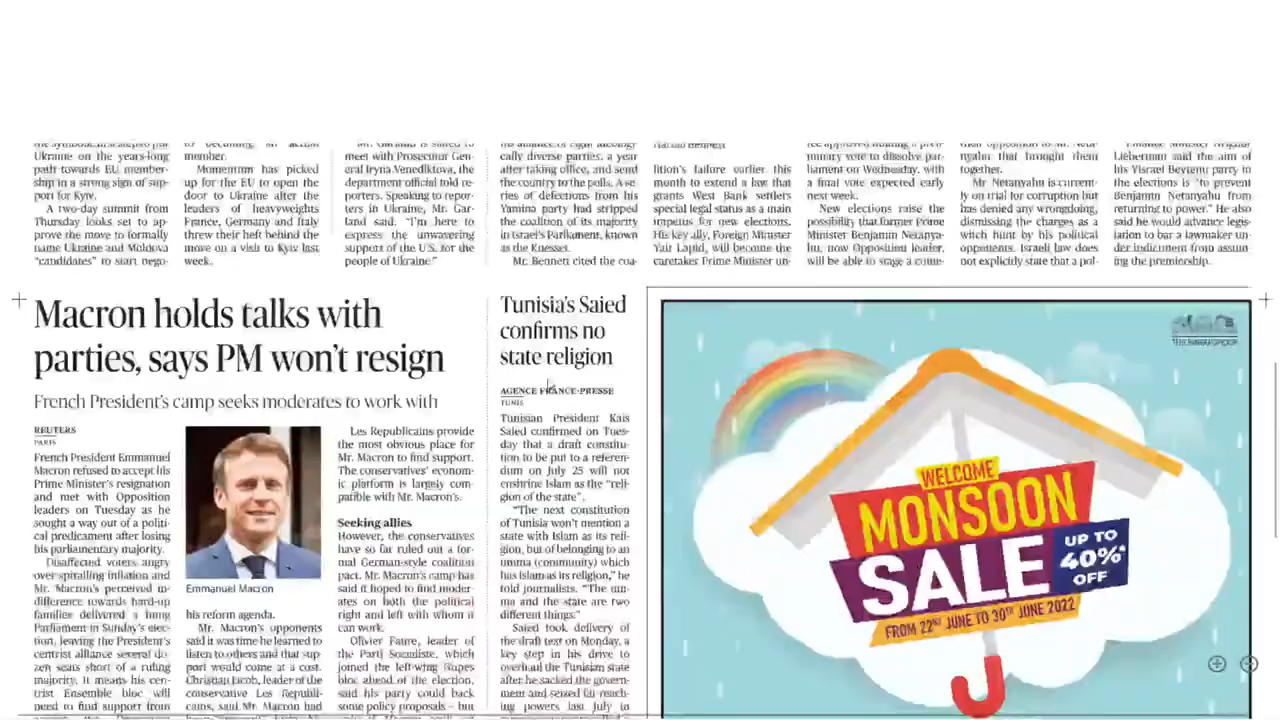 Ukraine on the years-long
path towards EU member-
ship in a strong sign of sup-
port for Kyiv.
A two-day summit from
Thursday looks set to ap-
prove the move to formally
name Ukraine and Moldova
“candidates” to start nego-
to becoming an actual
member.
Momentum has picked
up for the EU to open the
door to Ukraine after the
leaders of heavyweights
France, Germany and Italy
threw their heft behind the
move on a visit to Kyiv last
week.
meet with Prosecutor Gen-
eral Iryna Venediktova, the
department official told re-
porters. Speaking to repor-
ters in Ukraine, Mr. Gar-
land said. “I’m here to
express the unwavering
support of the U.S. for the
people of Ukraine.”
cally diverse parties, a year
after taking office, and send
the country to the polls. A se-
ries of defections from his
Yamina party had stripped
the coalition of its majority
in Israel’s Parliament, known
as the Knesset.
Mr. Bennett cited the coa-
lition’s failure earlier this
month to extend a law that
grants West Bank settlers
special legal status as a main
impetus for new elections.
His key ally, Foreign Minister
Yair Lapid, will become the
caretaker Prime Minister un-
minary vote to dissolve par-
liament on Wednesday, with
a final vote expected early
next week.
New elections raise the
possibility that former Prime
Minister Benjamin Netanya-
hu, now Opposition leader,
will be able to stage a come-
nyahu that brought them
together.
Mr Netanyahu is current-
ly on trial for corruption but
has denied any wrongdoing,
dismissing the charges as a
witch hunt by his political
opponents. Israeli law does
not explicitly state that a pol-
Lieberman said the aim of
his Yisrael Beytenu party in
the elections is “to prevent
Benjamin Netanyahu from
returning to power.” He also
said he would advance legis-
lation to bar a lawmaker un-
der indictment from assum-
ing the premiership.
Macron holds talks with
parties, says PM won’t resign
French President’s camp seeks moderates to work with
REUTERS
PARIS
French President Emmanuel
Macron refused to accept his
Prime Minister’s resignation
and met with Opposition
leaders on Tuesday as he
sought a way out of a politi-
cal predicament after losing
his parliamentary majority.
Disaffected voters angry
over spiralling inflation and
Mr. Macron’s perceived in-
difference towards hard-up
families delivered a hung
Parliament in Sunday’s elec-
tion, leaving the President’s
centrist alliance several do-
zen seats short of a ruling
majority. It means his cen-
trist Ensemble bloc will
need to find support from
Emmanuel Macron
his reform agenda.
Mr. Macron’s opponents
said it was time he learned to
listen to others and that sup-
port would come at a cost.
Christian Jacob, leader of the
conservative Les Republi-
cans, said Mr. Macron had
Les Republicans provide
the most obvious place for
Mr. Macron to find support.
The conservatives’ econom-
ic platform is largely com-
patible with Mr. Macron’s.
Seeking allies
However, the conservatives
have so far ruled out a for-
mal German-style coalition
pact. Mr. Macron’s camp has
said it hoped to find moder-
ates on both the political
right and left with whom it
can work.
Olivier Faure, leader of
the Parti Socialiste, which
joined the left-wing Nupes
bloc ahead of the election,
said his party could back
some policy proposals – but
Tunisia’s Saied
confirms no
state religion
AGENCE FRANCE-PRESSE
TUNIS
Tunisian President Kais
Saied confirmed on Tues-
day that a draft constitu-
tion to be put to a referen-
dum on July 25 will not
enshrine Islam as the “reli-
gion of the state”.
“The next constitution
of Tunisia won’t mention a
state with Islam as its reli-
gion, but of belonging to an
umma (community) which
has Islam as its religion,” he
told journalists. “The um-
ma and the state are two
different things.”
Saied took delivery of
the draft text on Monday, a
key step in his drive to
overhaul the Tunisian state
after he sacked the govern-
ment and seized far-reach-
ing powers last July in
WELCOME
MONSOON
SALE
UP TO
40%*
OFF
FROM 22ND JUNE TO 30TH JUNE 2022